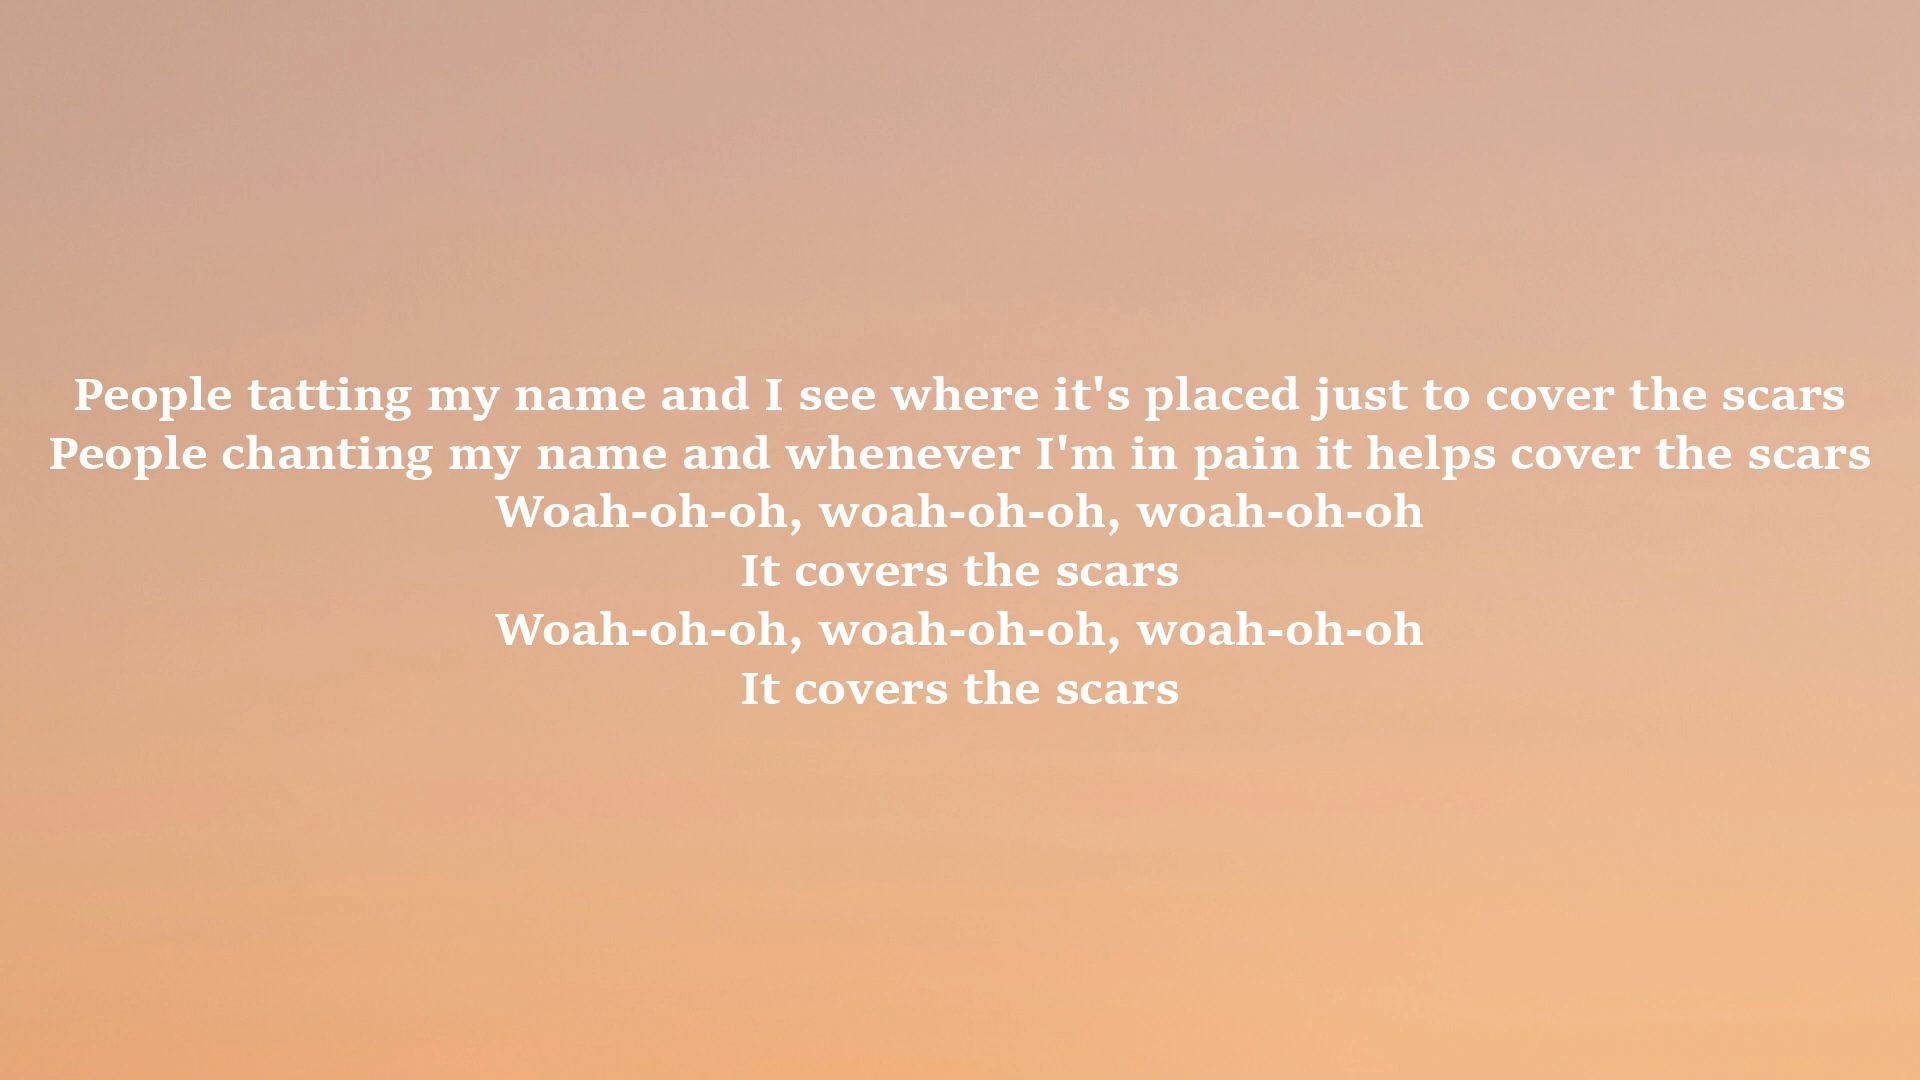 People tatting my name and I see where it's placed just to cover the scars
People chanting my name and whenever I'm in pain it helps cover the scars
Woah-oh-oh, woah-oh-oh, woah-oh-oh
It covers the scars
Woah-oh-oh, woah-oh-oh, woah-oh-oh
It covers the scars